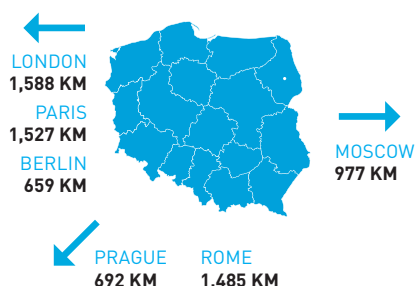 LONDON
1,588 KM
PARIS
1,527 KM
BERLIN
659 KM
MOSCOW
977 KM
PRAGUE
692 KM
ROME
1,485 KM